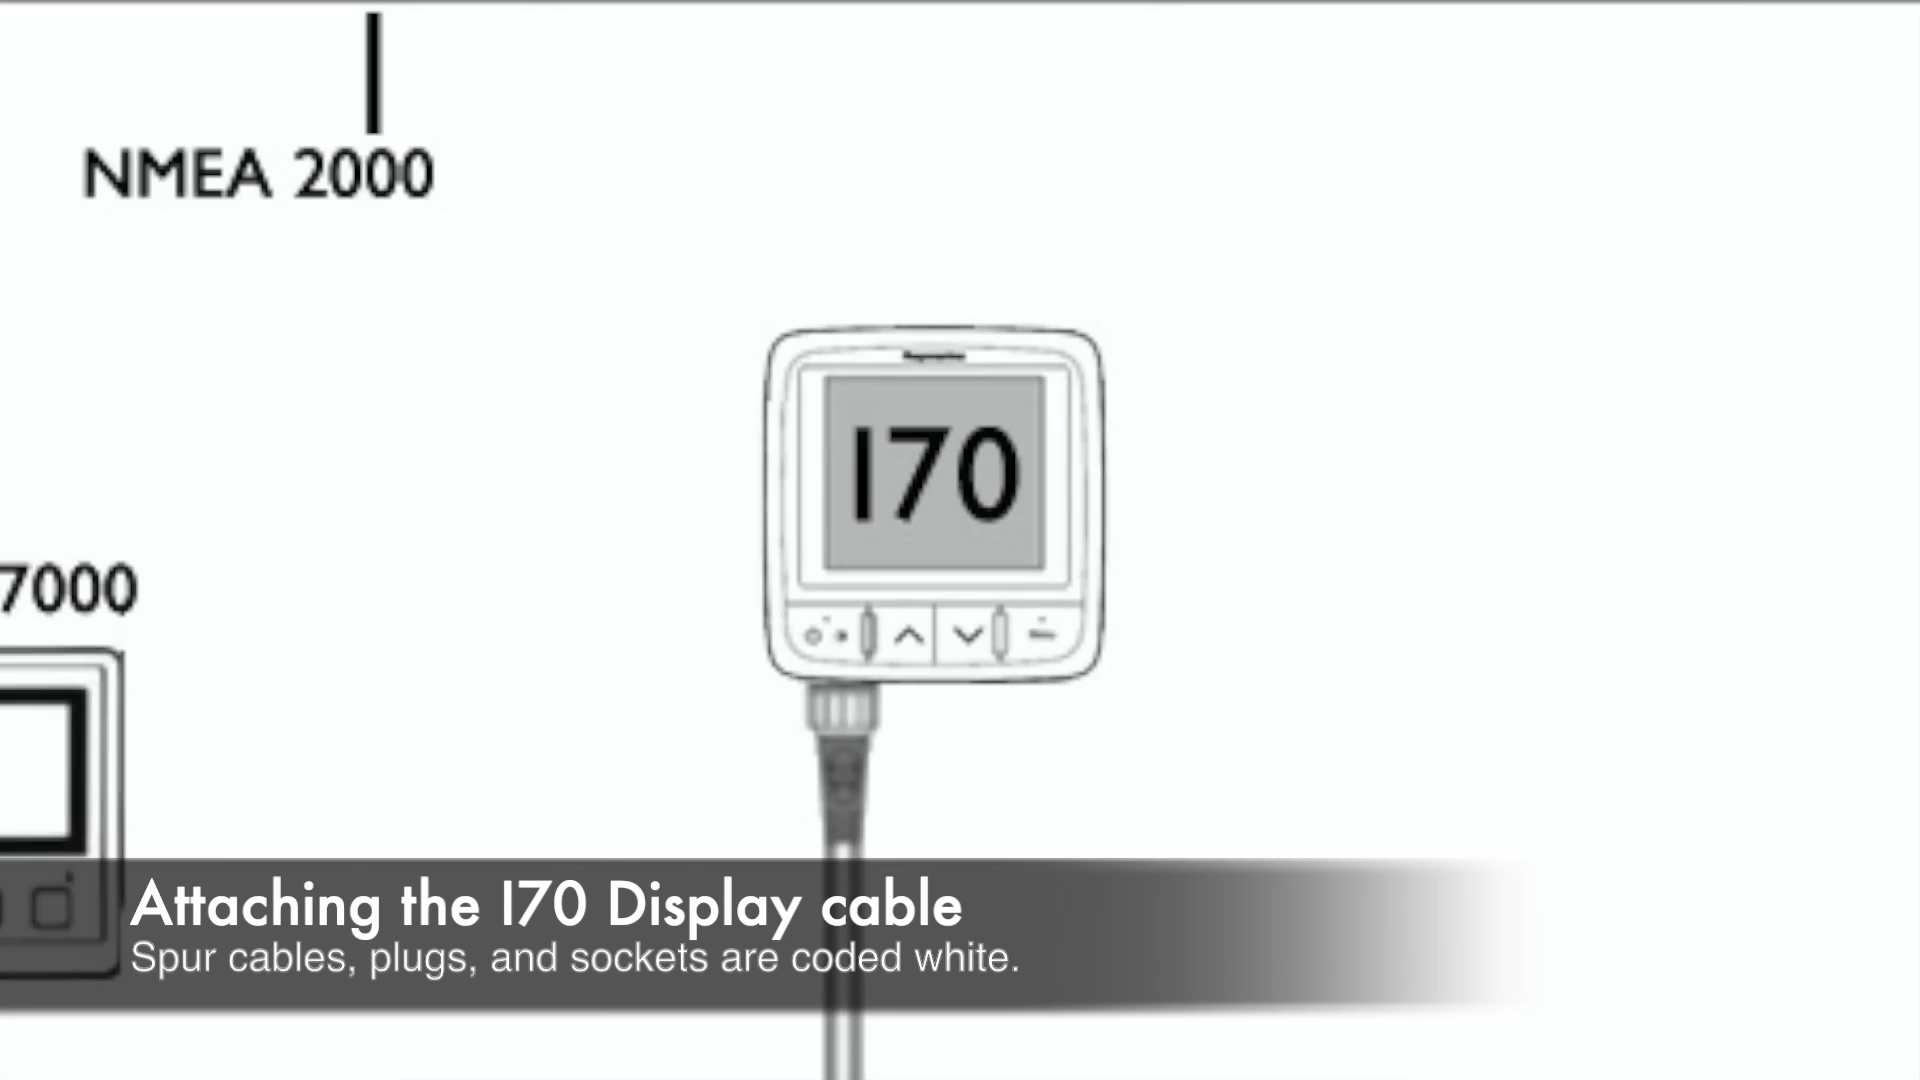 NMEA 2000
I70
7000
Attaching the I70 Display cable
Spur cables, plugs, and sockets are coded white.